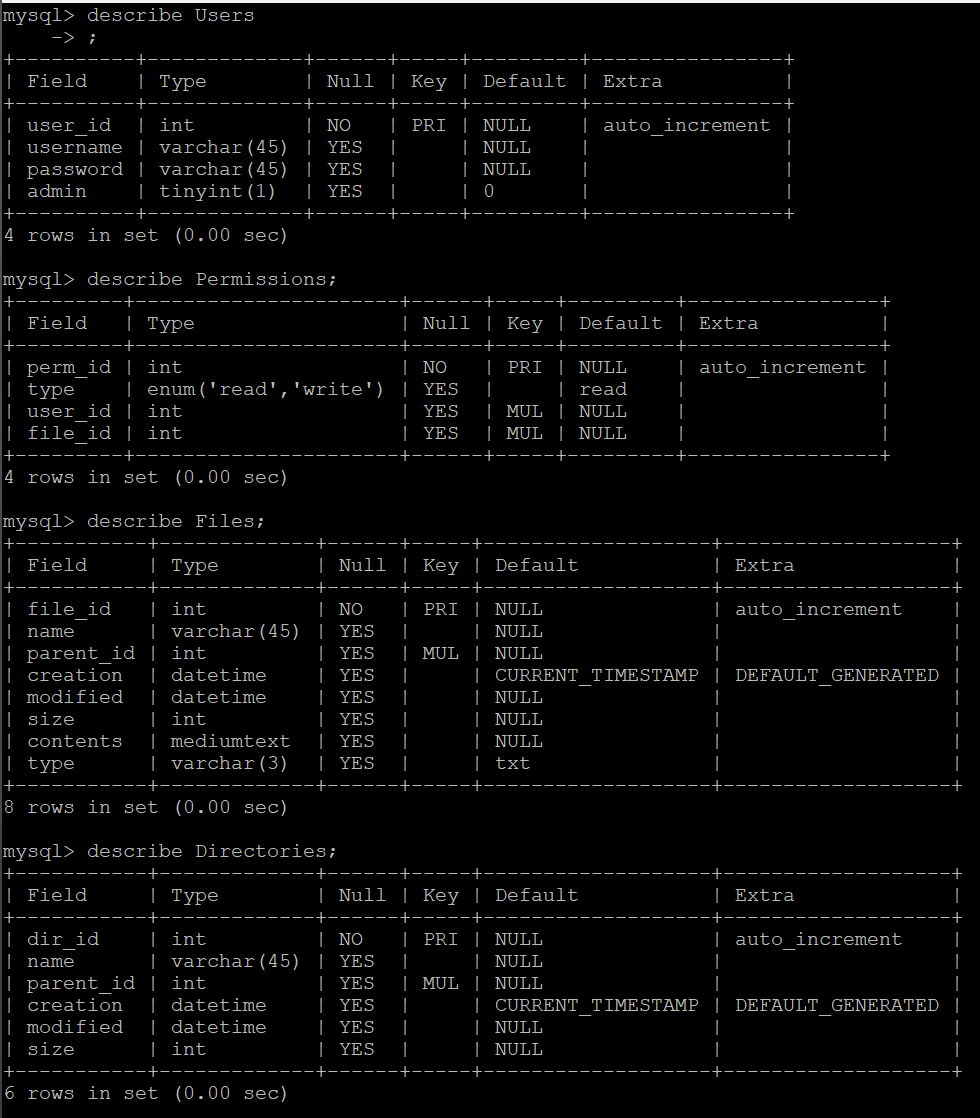 mysql> describe Users
    -> ;
+----------+-------------+------+-----+---------+----------------+
| Field    | Type        | Null | Key | Default | Extra          |
+----------+-------------+------+-----+---------+----------------+
| user_id  | int         | NO   | PRI | NULL    | auto_increment |
| username | varchar(45) | YES  |     | NULL    |                |
| password | varchar(45) | YES  |     | NULL    |                |
| admin    | tinyint(1)  | YES  |     | 0       |                |
+----------+-------------+------+-----+---------+----------------+
4 rows in set (0.00 sec)

mysql> describe Permissions;
+---------+----------------------+------+-----+---------+----------------+
| Field   | Type                 | Null | Key | Default | Extra          |
+---------+----------------------+------+-----+---------+----------------+
| perm_id | int                  | NO   | PRI | NULL    | auto_increment |
| type    | enum('read','write') | YES  |     | read    |                |
| user_id | int                  | YES  | MUL | NULL    |                |
| file_id | int                  | YES  | MUL | NULL    |                |
+---------+----------------------+------+-----+---------+----------------+
4 rows in set (0.00 sec)

mysql> describe Files;
+-----------+-------------+------+-----+-------------------+-------------------+
| Field     | Type        | Null | Key | Default           | Extra             |
+-----------+-------------+------+-----+-------------------+-------------------+
| file_id   | int         | NO   | PRI | NULL              | auto_increment    |
| name      | varchar(45) | YES  |     | NULL              |                   |
| parent_id | int         | YES  | MUL | NULL              |                   |
| creation  | datetime    | YES  |     | CURRENT_TIMESTAMP | DEFAULT_GENERATED |
| modified  | datetime    | YES  |     | NULL              |                   |
| size      | int         | YES  |     | NULL              |                   |
| contents  | mediumtext  | YES  |     | NULL              |                   |
| type      | varchar(3)  | YES  |     | txt               |                   |
+-----------+-------------+------+-----+-------------------+-------------------+
8 rows in set (0.00 sec)

mysql> describe Directories;
+-----------+-------------+------+-----+-------------------+-------------------+
| Field     | Type        | Null | Key | Default           | Extra             |
+-----------+-------------+------+-----+-------------------+-------------------+
| dir_id    | int         | NO   | PRI | NULL              | auto_increment    |
| name      | varchar(45) | YES  |     | NULL              |                   |
| parent_id | int         | YES  | MUL | NULL              |                   |
| creation  | datetime    | YES  |     | CURRENT_TIMESTAMP | DEFAULT_GENERATED |
| modified  | datetime    | YES  |     | NULL              |                   |
| size      | int         | YES  |     | NULL              |                   |
+-----------+-------------+------+-----+-------------------+-------------------+
6 rows in set (0.00 sec)